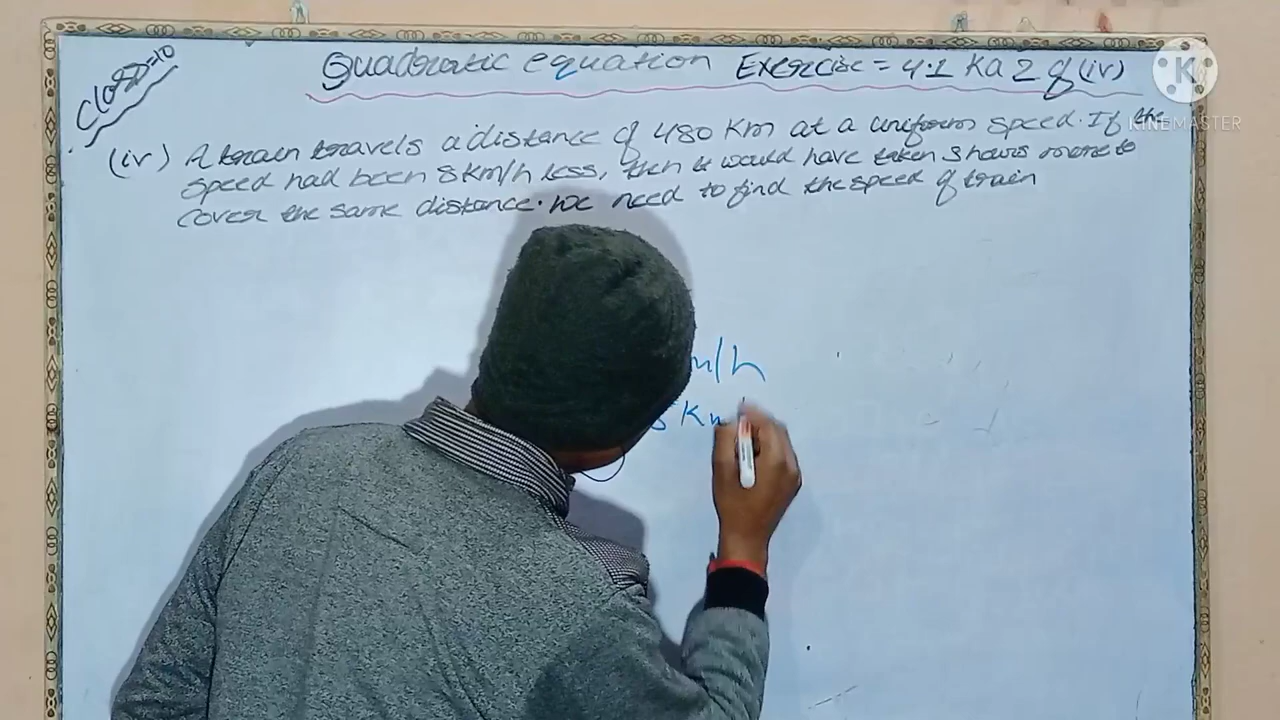 Class=10
Quadratic equation Exercise = 4.1 Ka 2 Q (iv)
K
KINEMASTER
(iv) A train travels a distance of 480 Km at a uniform speed. If the
speed had been 8 km/h less, then it would have taken 3 hours more to
cover the same distance. We need to find the speed of train
m/h
8 Km